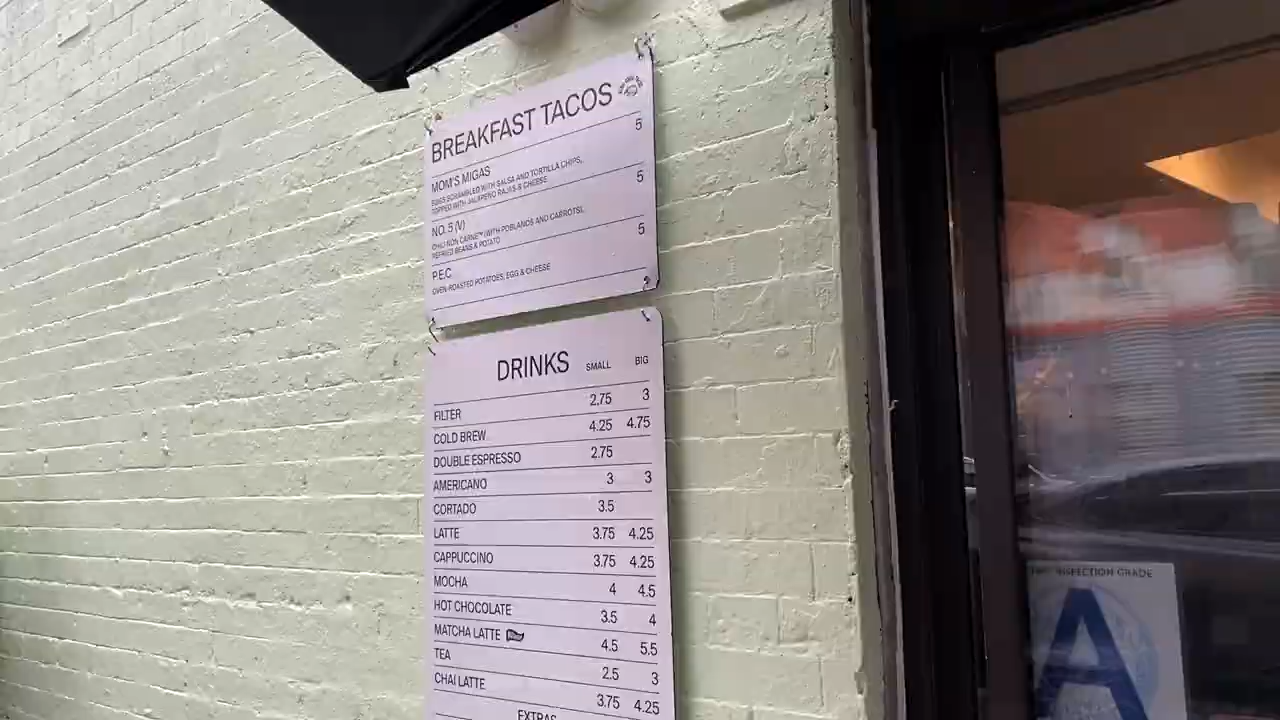 BREAKFAST TACOS
MOM'S MIGAS 5
EGGS SCRAMBLED WITH SALSA AND TORTILLA CHIPS,
TOPPED WITH JALAPEÑO RAJAS & CHEESE
NO. 5 (V) 5
CHILI NON CARNE (WITH POBLANOS AND CARROTS),
REFRIED BEANS & POTATO
P.E.C 5
OVEN-ROASTED POTATOES, EGG & CHEESE
DRINKS SMALL BIG
FILTER 2.75 3
COLD BREW 4.25 4.75
DOUBLE ESPRESSO 2.75
AMERICANO 3 3
CORTADO 3.5
LATTE 3.75 4.25
CAPPUCCINO 3.75 4.25
MOCHA 4 4.5
HOT CHOCOLATE 3.5 4
MATCHA LATTE 4.5 5.5
TEA 2.5 3
CHAI LATTE 3.75 4.25
EXTRAS
INSPECTION GRADE
A